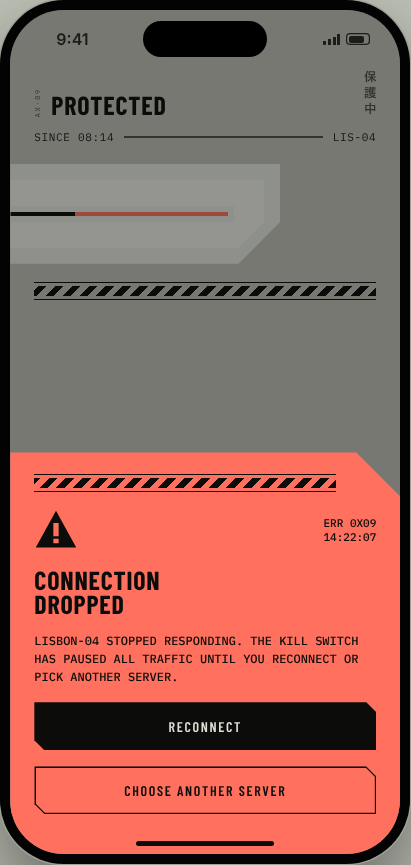 9:41
AX-09
PROTECTED
保護中
SINCE 08:14
LIS-04
ERR 0X09
14:22:07
CONNECTION
DROPPED
LISBON-04 STOPPED RESPONDING. THE KILL SWITCH
HAS PAUSED ALL TRAFFIC UNTIL YOU RECONNECT OR
PICK ANOTHER SERVER.
RECONNECT
CHOOSE ANOTHER SERVER